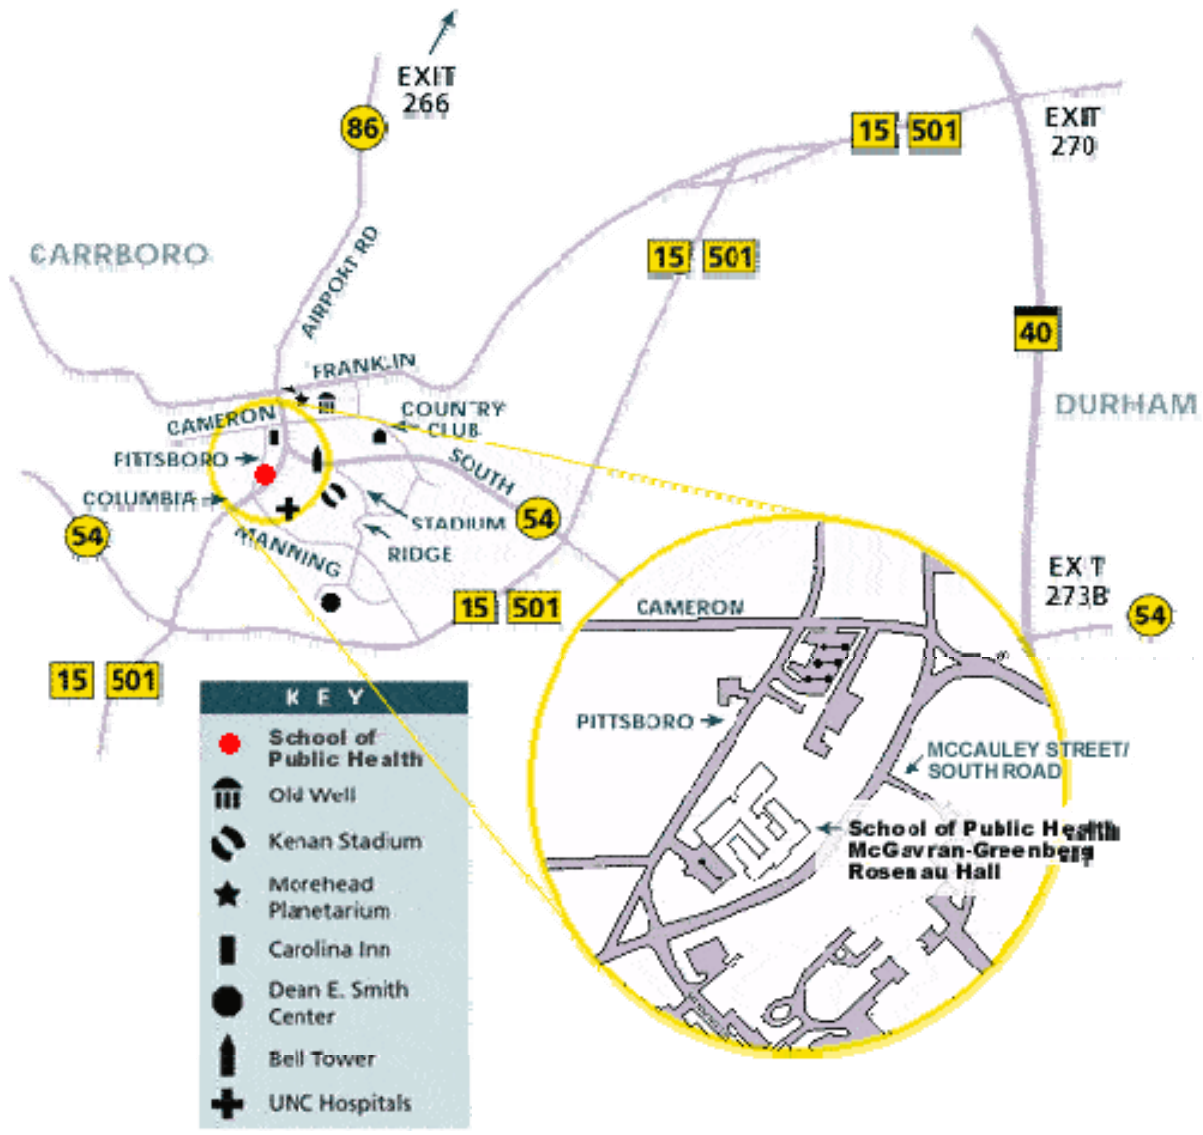 EXIT
266
86
15 501
EXIT
270
AIRPORT RD
CARRBORO
15 501
40
FRANKLIN
DURHAM
CAMERON
COUNTRY
CLUB
PITTSBORO
SOUTH
COLUMBIA
54
STADIUM
54
MANNING
RIDGE
EXIT
273B
54
15 501
CAMERON
15 501
KEY
School of
Public Health
Old Well
Kenan Stadium
Morehead
Planetarium
Carolina Inn
Dean E. Smith
Center
Bell Tower
UNC Hospitals
PITTSBORO
MCCAULEY STREET/
SOUTH ROAD
School of Public Health
McGavran-Greenberg
Rosenau Hall